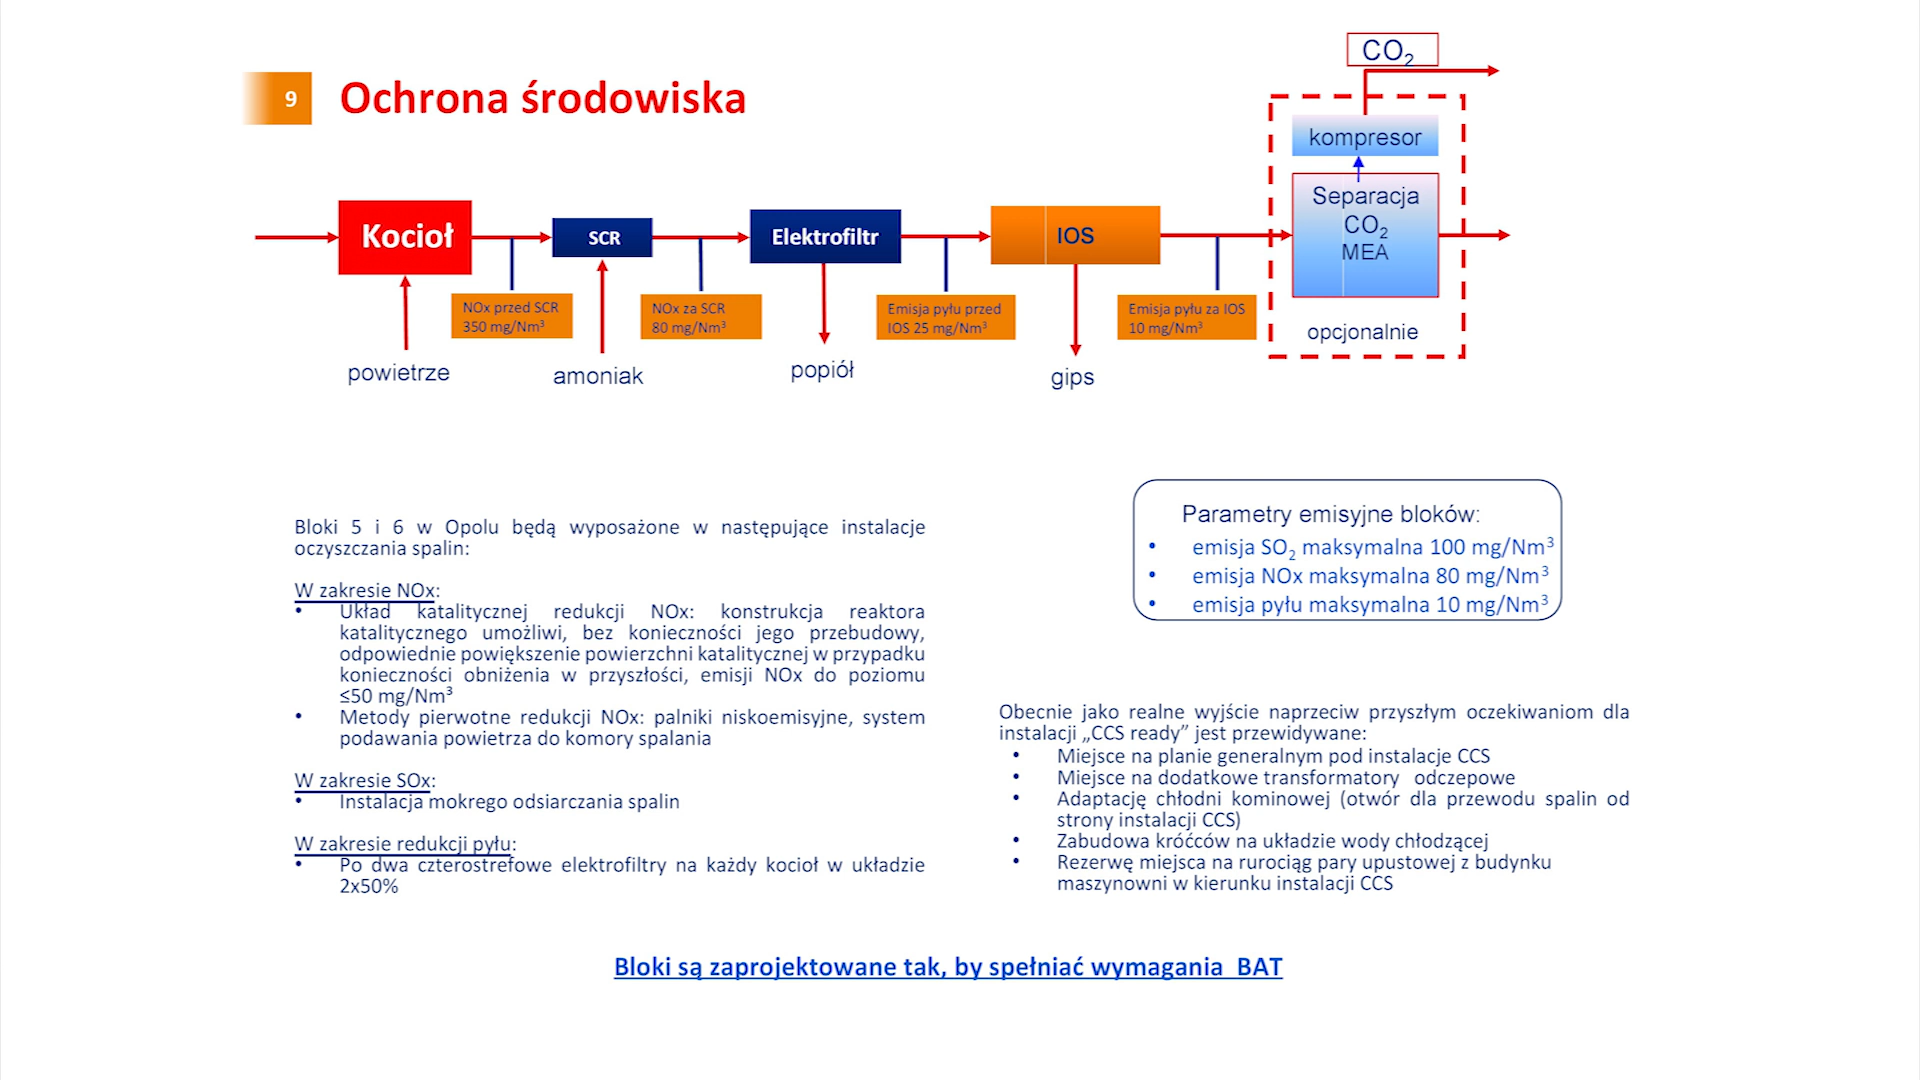 9
Ochrona środowiska
CO2
kompresor
Separacja
CO2
MEA
opcjonalnie
Kocioł
SCR
Elektrofiltr
IOS
NOx przed SCR
350 mg/Nm³
NOx za SCR
80 mg/Nm³
Emisja pyłu przed
IOS 25 mg/Nm³
Emisja pyłu za IOS
10 mg/Nm³
powietrze
amoniak
popiół
gips
Bloki 5 i 6 w Opolu będą wyposażone w następujące instalacje
oczyszczania spalin:
W zakresie NOx:
• Układ katalitycznej redukcji NOx: konstrukcja reaktora
katalitycznego umożliwi, bez konieczności jego przebudowy,
odpowiednie powiększenie powierzchni katalitycznej w przypadku
konieczności obniżenia w przyszłości, emisji NOx do poziomu
≤50 mg/Nm³
• Metody pierwotne redukcji NOx: palniki niskoemisyjne, system
podawania powietrza do komory spalania
W zakresie SOx:
• Instalacja mokrego odsiarczania spalin
W zakresie redukcji pyłu:
• Po dwa czterostrefowe elektrofiltry na każdy kocioł w układzie
2x50%
Parametry emisyjne bloków:
• emisja SO2 maksymalna 100 mg/Nm³
• emisja NOx maksymalna 80 mg/Nm³
• emisja pyłu maksymalna 10 mg/Nm³
Obecnie jako realne wyjście naprzeciw przyszłym oczekiwaniom dla
instalacji „CCS ready” jest przewidywane:
• Miejsce na planie generalnym pod instalacje CCS
• Miejsce na dodatkowe transformatory odczepowe
• Adaptację chłodni kominowej (otwór dla przewodu spalin od
strony instalacji CCS)
• Zabudowa króćców na układzie wody chłodzącej
• Rezerwę miejsca na rurociąg pary upustowej z budynku
maszynowni w kierunku instalacji CCS
Bloki są zaprojektowane tak, by spełniać wymagania BAT